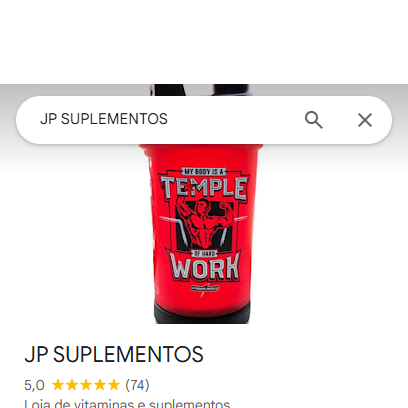 JP SUPLEMENTOS
MY BODY IS A
TEMPLE
OF HARD
WORK
JP SUPLEMENTOS
5,0 (74)
Loja de vitaminas e suplementos